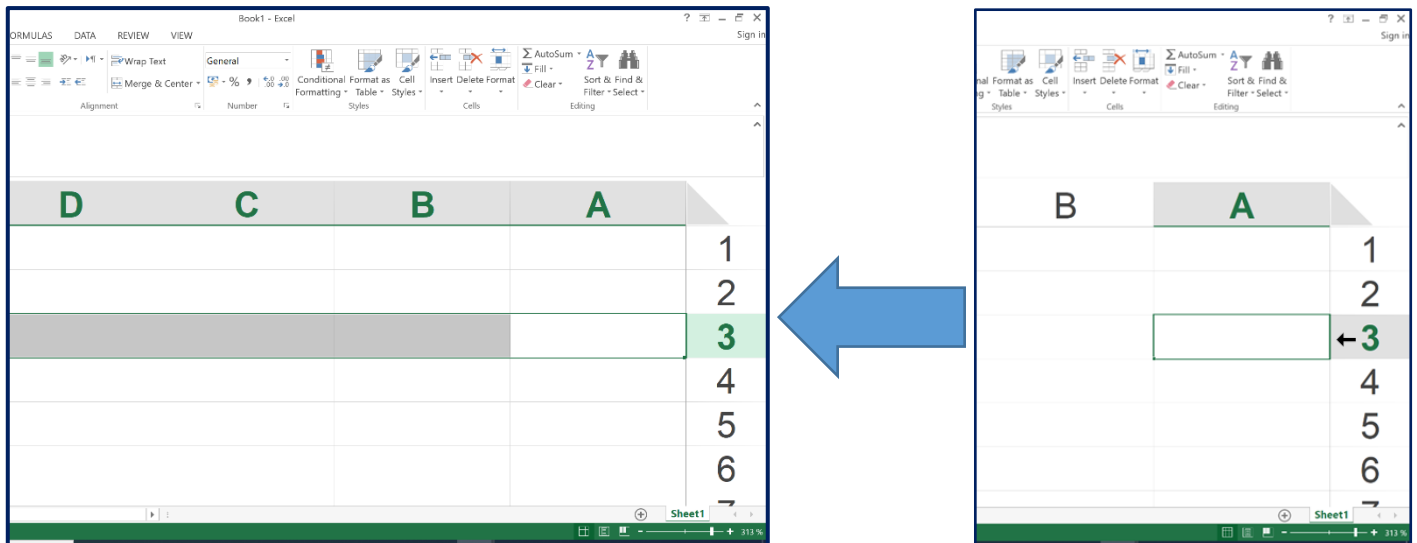 Book1 - Excel
?
Sign in
ORMULAS DATA REVIEW VIEW
Wrap Text
General
AutoSum
Fill
Clear
Merge & Center
%
Conditional Formatting
Format as Table
Cell Styles
Insert Delete Format
Sort & Filter
Find & Select
Alignment Number Styles Cells Editing
D C B A
1
2
3
4
5
6
Sheet1
313 %
?
Sign in
Format as Table
Cell Styles
Insert Delete Format
AutoSum
Fill
Clear
Sort & Filter
Find & Select
Styles Cells Editing
B A
1
2
3
4
5
6
Sheet1
313 %